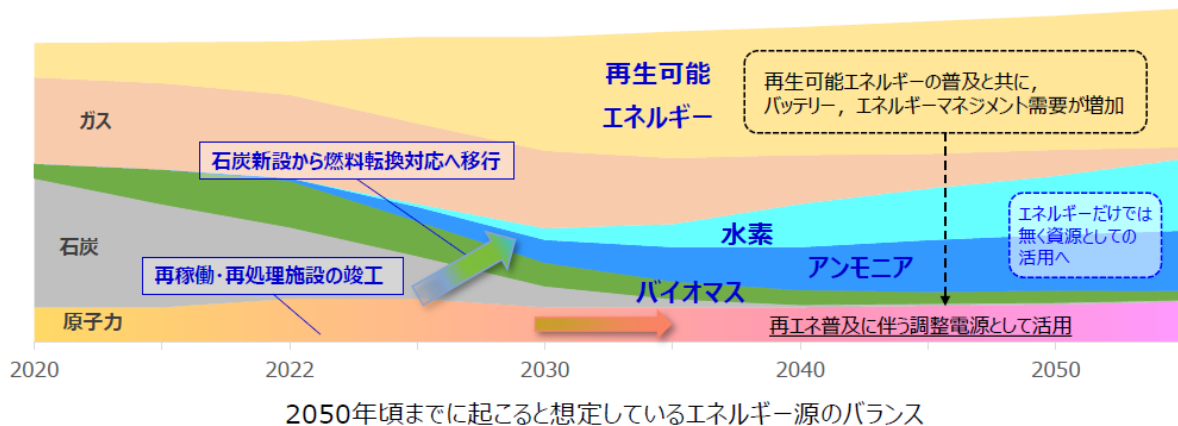 再生可能
エネルギー
再生可能エネルギーの普及と共に,
バッテリー, エネルギーマネジメント需要が増加
ガス
石炭新設から燃料転換対応へ移行
エネルギーだけでは
無く資源としての
活用へ
水素
石炭
アンモニア
再稼働・再処理施設の竣工
バイオマス
原子力
再エネ普及に伴う調整電源として活用
2020
2022
2030
2040
2050
2050年頃までに起こると想定しているエネルギー源のバランス